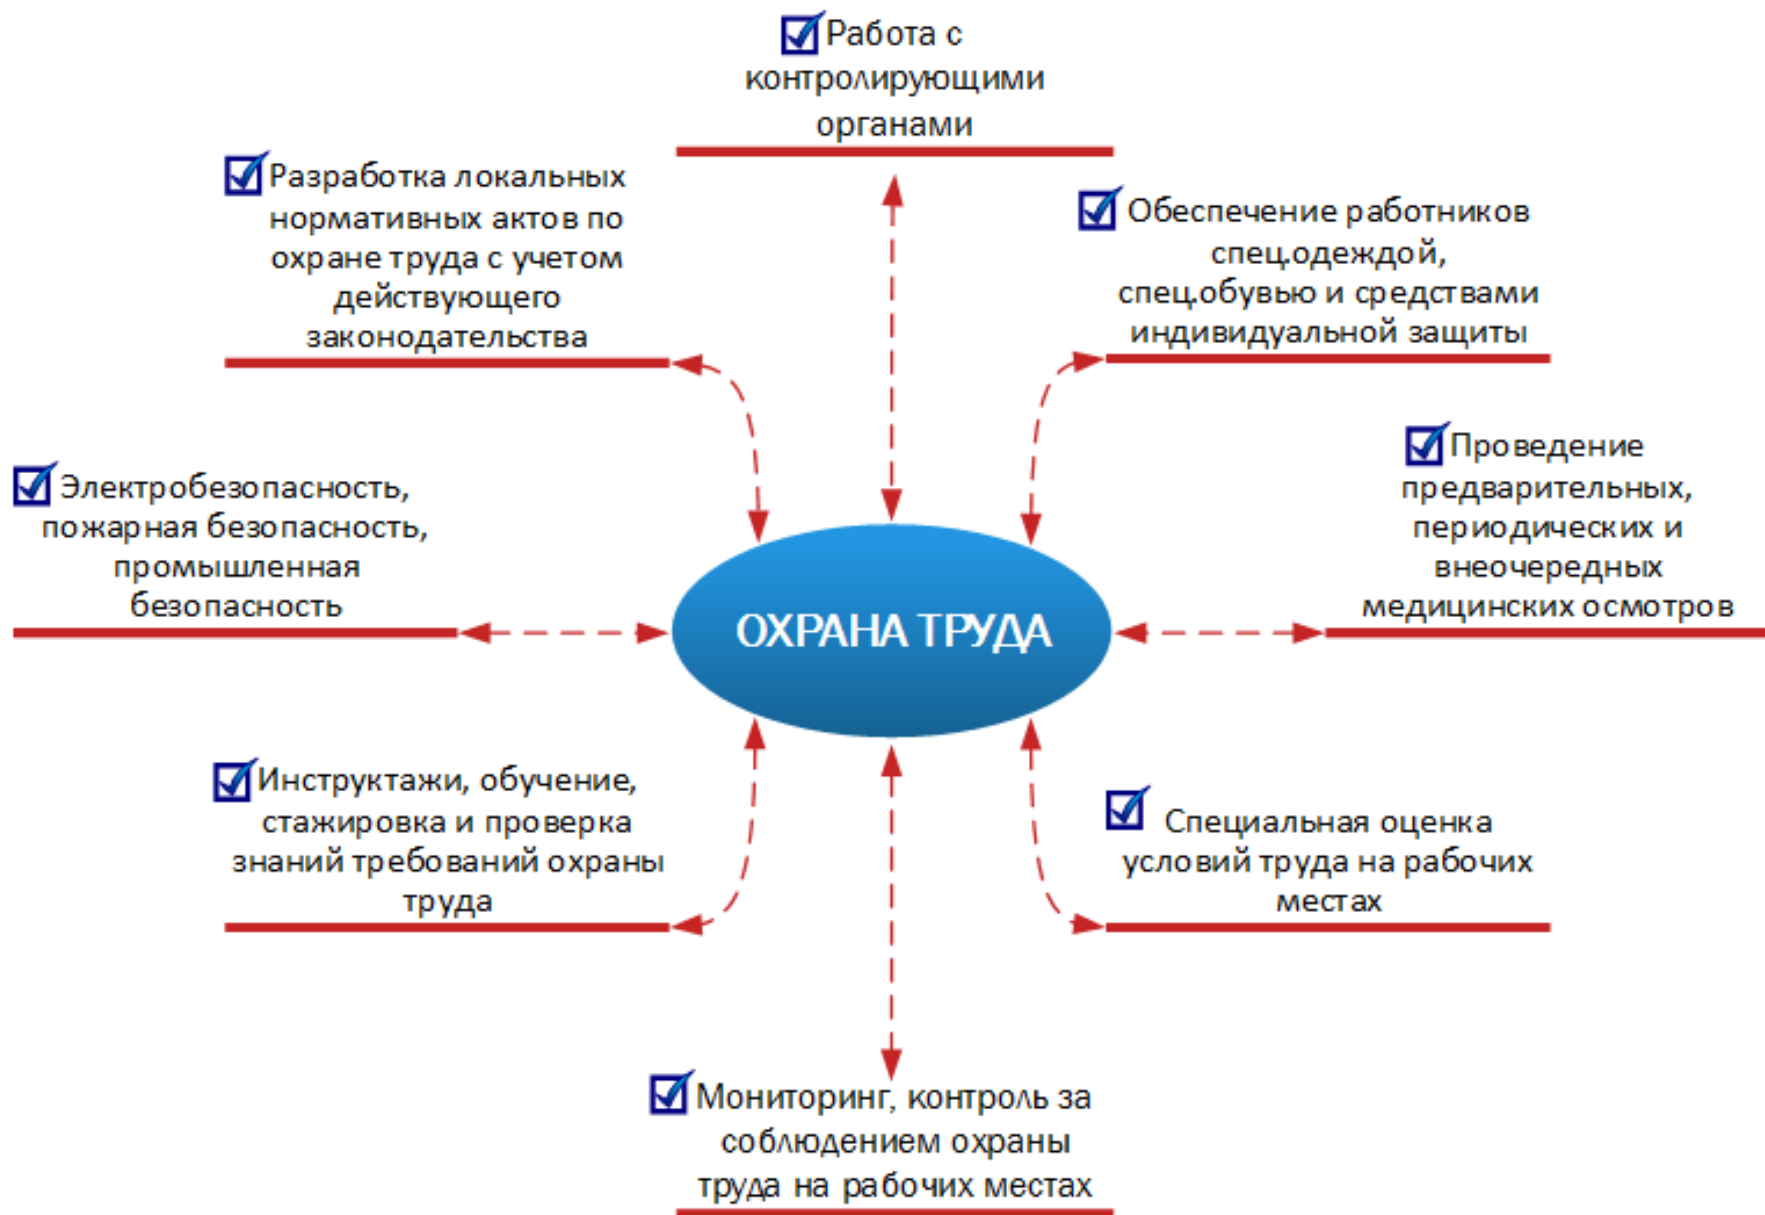 Работа с
контролирующими
органами
Разработка локальных
нормативных актов по
охране труда с учетом
действующего
законодательства
Обеспечение работников
спец.одеждой,
спец.обувью и средствами
индивидуальной защиты
Электробезопасность,
пожарная безопасность,
промышленная
безопасность
Проведение
предварительных,
периодических и
внеочередных
медицинских осмотров
ОХРАНА ТРУДА
Инструктажи, обучение,
стажировка и проверка
знаний требований охраны
труда
Специальная оценка
условий труда на рабочих
местах
Мониторинг, контроль за
соблюдением охраны
труда на рабочих местах